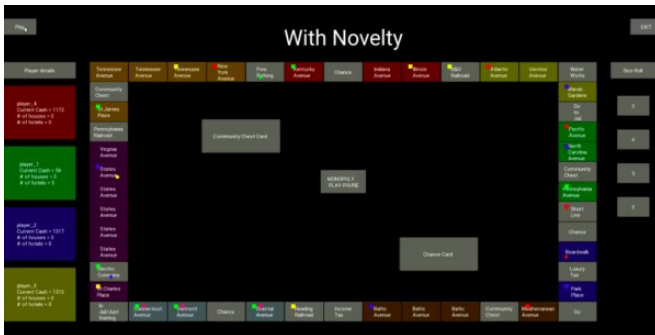 Play
With Novelty
EXIT
Player details
Dice Roll
Tennessee
Avenue
Tennessee
Avenue
Tennessee
Avenue
New
York
Avenue
Free
Parking
Kentucky
Avenue
Chance
Indiana
Avenue
Illinois
Avenue
B&O
Railroad
Atlantic
Avenue
Ventnor
Avenue
Water
Works
Community
Chest
St.James
Place
Pennsylvania
Railroad
Virginia
Avenue
States
Avenue
States
Avenue
States
Avenue
States
Avenue
States
Avenue
Electric
Company
St.Charles
Place
Marvin
Gardens
Go
to
Jail
Pacific
Avenue
North
Carolina
Avenue
Community
Chest
Pennsylvania
Avenue
Short
Line
Chance
Boardwalk
Luxury
Tax
Park
Place
player_4
Current Cash = 1172
# of houses = 0
# of hotels = 0
player_1
Current Cash = 56
# of houses = 0
# of hotels = 0
player_2
Current Cash = 1317
# of houses = 0
# of hotels = 0
player_3
Current Cash = 1315
# of houses = 0
# of hotels = 0
Community Chest Card
MONOPOLY
PLAY-PAUSE
Chance Card
In
Jail/Just
Visiting
Connecticut
Avenue
Vermont
Avenue
Chance
Oriental
Avenue
Reading
Railroad
Income
Tax
Baltic
Avenue
Baltic
Avenue
Baltic
Avenue
Community
Chest
Mediterranean
Avenue
Go